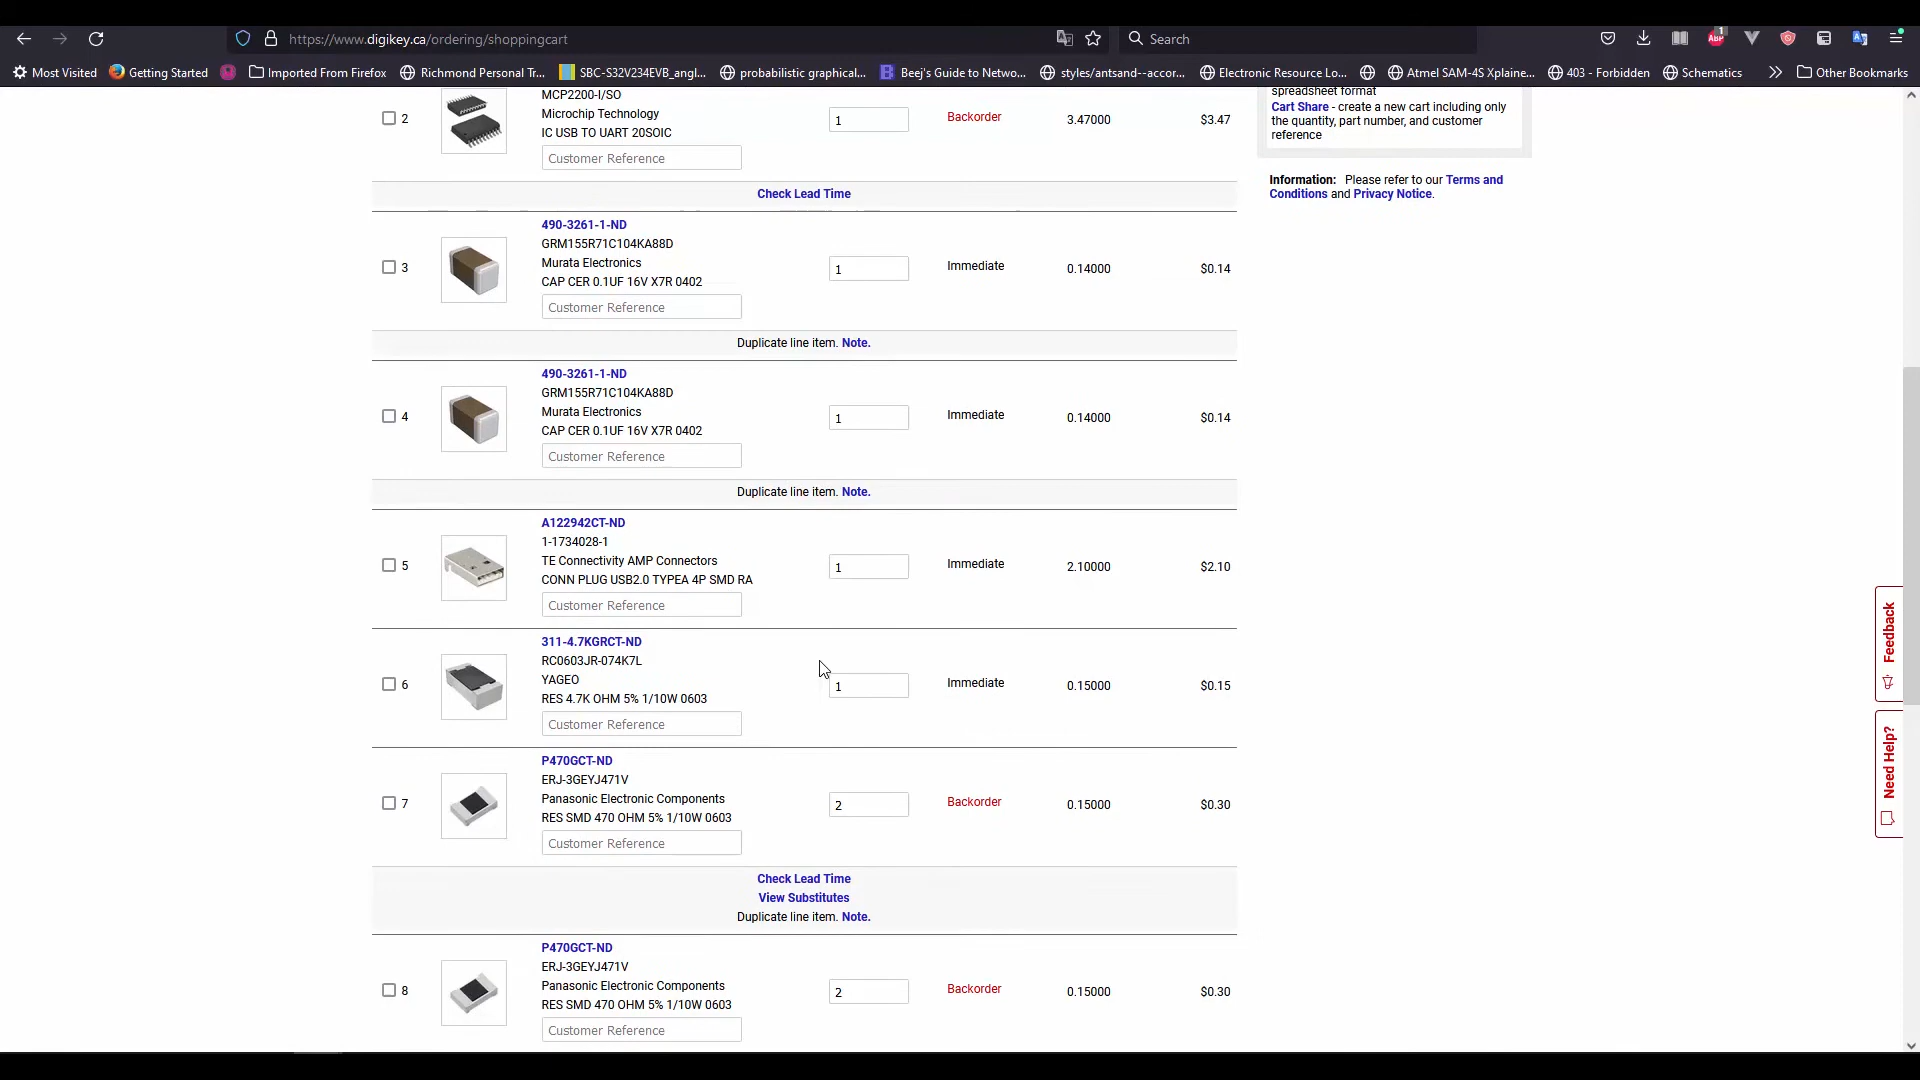 https://www.digikey.ca/ordering/shoppingcart
Search
Most Visited
Getting Started
Imported From Firefox
Richmond Personal Tr...
SBC-S32V234EVB_angl...
probabilistic graphical...
Beej's Guide to Netwo...
styles/antsand--accor...
Electronic Resource Lo...
Atmel SAM-4S Xplaine...
403 - Forbidden
Schematics
Other Bookmarks
spreadsheet format
Cart Share - create a new cart including only
the quantity, part number, and customer
reference
Information: Please refer to our Terms and
Conditions and Privacy Notice.
2
MCP2200-I/SO
Microchip Technology
IC USB TO UART 20SOIC
Customer Reference
1
Backorder
3.47000
$3.47
Check Lead Time
3
490-3261-1-ND
GRM155R71C104KA88D
Murata Electronics
CAP CER 0.1UF 16V X7R 0402
Customer Reference
1
Immediate
0.14000
$0.14
Duplicate line item. Note.
4
490-3261-1-ND
GRM155R71C104KA88D
Murata Electronics
CAP CER 0.1UF 16V X7R 0402
Customer Reference
1
Immediate
0.14000
$0.14
Duplicate line item. Note.
5
A122942CT-ND
1-1734028-1
TE Connectivity AMP Connectors
CONN PLUG USB2.0 TYPEA 4P SMD RA
Customer Reference
1
Immediate
2.10000
$2.10
6
311-4.7KGRCT-ND
RC0603JR-074K7L
YAGEO
RES 4.7K OHM 5% 1/10W 0603
Customer Reference
1
Immediate
0.15000
$0.15
7
P470GCT-ND
ERJ-3GEYJ471V
Panasonic Electronic Components
RES SMD 470 OHM 5% 1/10W 0603
Customer Reference
2
Backorder
0.15000
$0.30
Check Lead Time
View Substitutes
Duplicate line item. Note.
8
P470GCT-ND
ERJ-3GEYJ471V
Panasonic Electronic Components
RES SMD 470 OHM 5% 1/10W 0603
Customer Reference
2
Backorder
0.15000
$0.30
Feedback
Need Help?